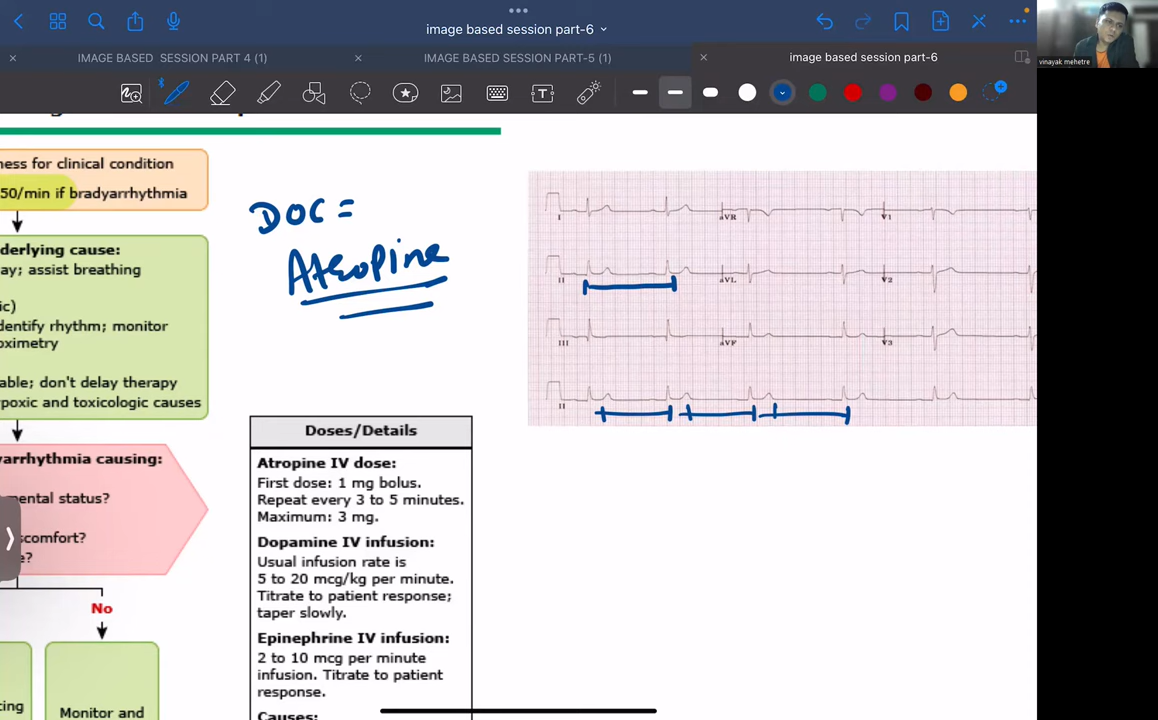 image based session part-6
IMAGE BASED SESSION PART 4 (1)
IMAGE BASED SESSION PART-5 (1)
image based session part-6
vinayak mehetre
ness for clinical condition
50/min if bradyarrhythmia
derlying cause:
ay; assist breathing
ic)
dentify rhythm; monitor
oximetry
able; don't delay therapy
ypoxic and toxicologic causes
yarrhythmia causing:
mental status?
scomfort?
e?
No
ting
Monitor and
DOC =
Atropine
Doses/Details
Atropine IV dose:
First dose: 1 mg bolus.
Repeat every 3 to 5 minutes.
Maximum: 3 mg.
Dopamine IV infusion:
Usual infusion rate is
5 to 20 mcg/kg per minute.
Titrate to patient response;
taper slowly.
Epinephrine IV infusion:
2 to 10 mcg per minute
infusion. Titrate to patient
response.
Causes:
I aVR V1
II aVL V2
III aVF V3
II